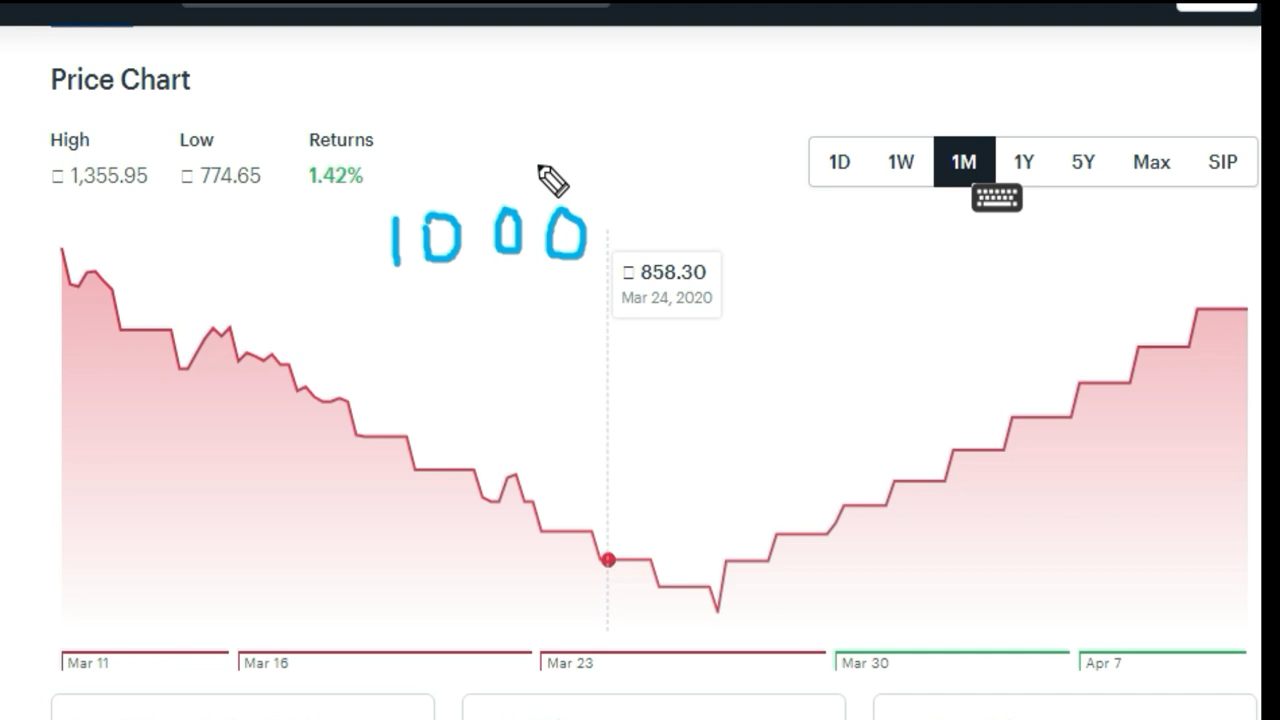 Price Chart
High Low Returns
1,355.95 774.65 1.42%
1D 1W 1M 1Y 5Y Max SIP
1000
858.30
Mar 24, 2020
Mar 11 Mar 16 Mar 23 Mar 30 Apr 7